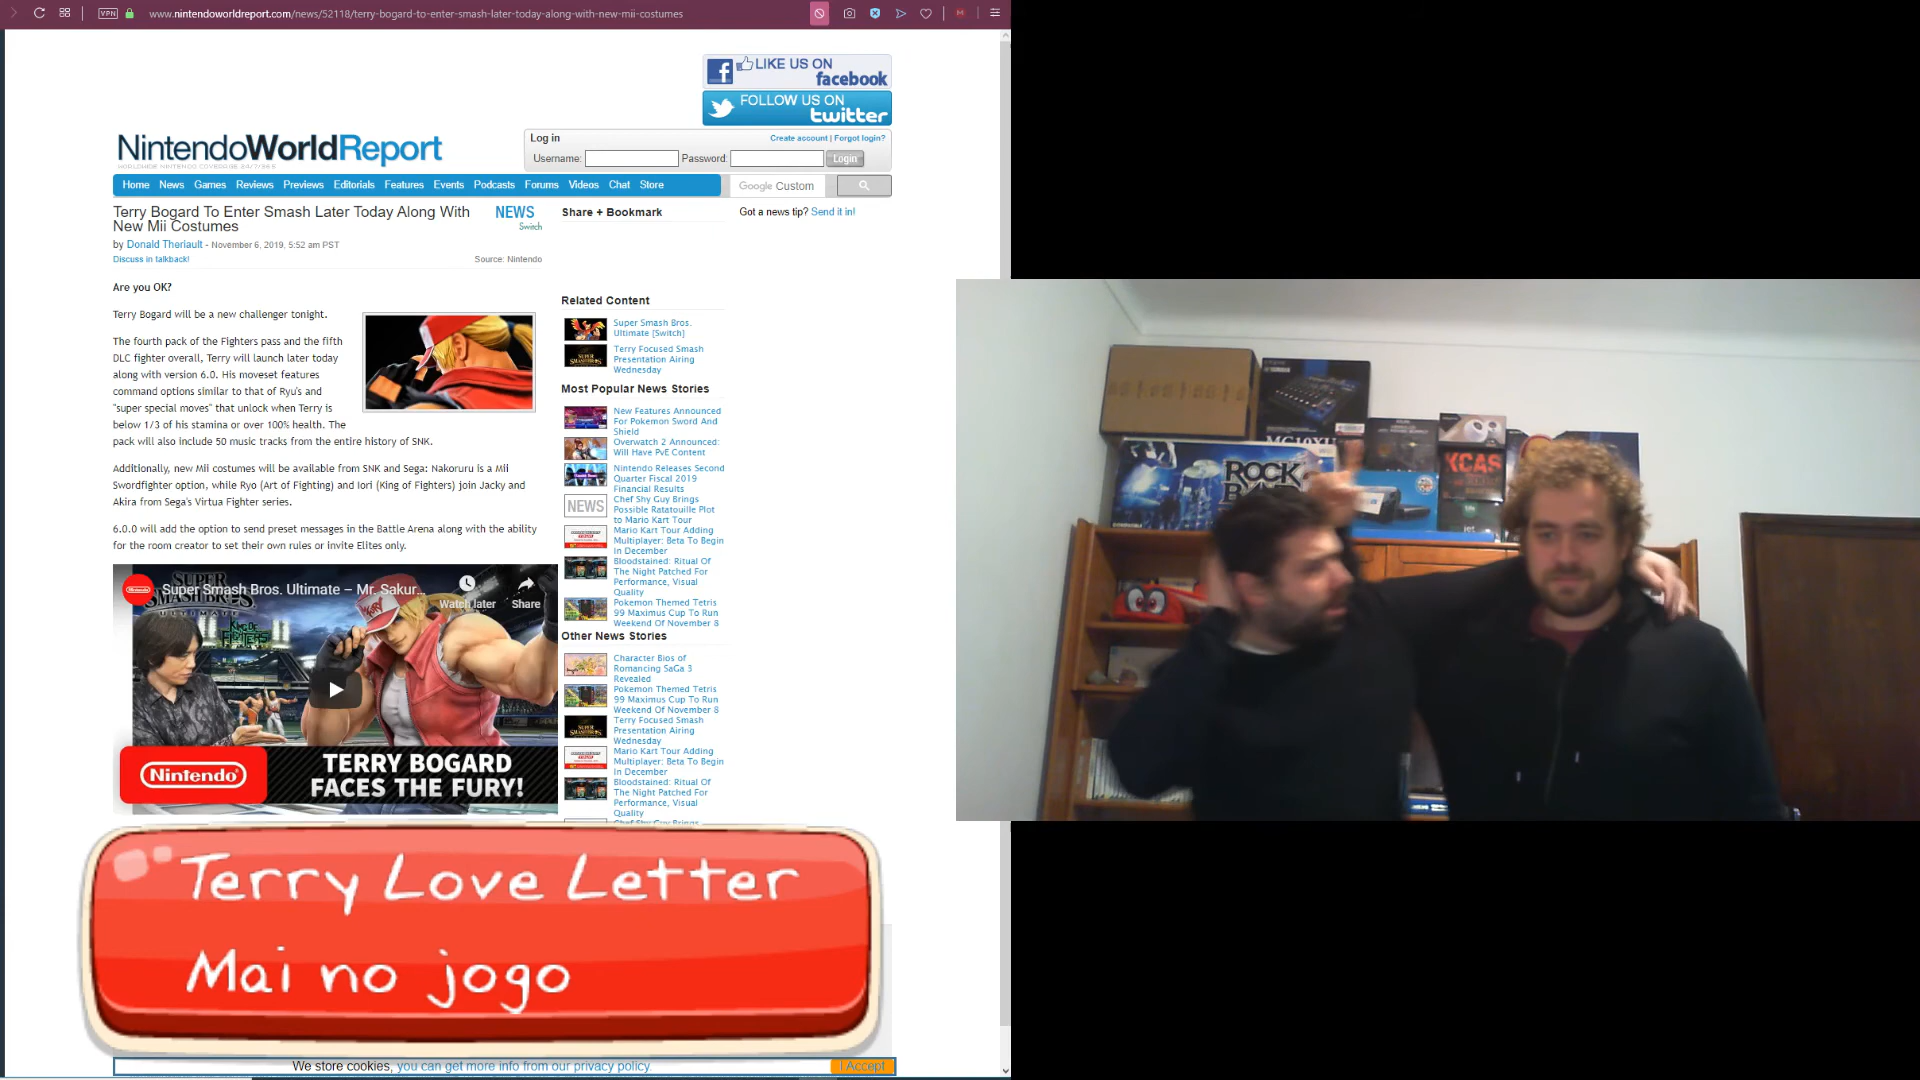 VPN
www.nintendoworldreport.com/news/52118/terry-bogard-to-enter-smash-later-today-along-with-new-mii-costumes
LIKE US ON
facebook
FOLLOW US ON
twitter
NintendoWorldReport
WORLDWIDE NINTENDO COVERAGE 24/7/365
Log in
Create account | Forgot login?
Username:
Password:
Login
Home News Games Reviews Previews Editorials Features Events Podcasts Forums Videos Chat Store
Google Custom
Terry Bogard To Enter Smash Later Today Along With
New Mii Costumes
NEWS
Switch
by Donald Theriault - November 6, 2019, 5:52 am PST
Discuss in talkback!
Source: Nintendo
Are you OK?
Terry Bogard will be a new challenger tonight.
The fourth pack of the Fighters pass and the fifth
DLC fighter overall, Terry will launch later today
along with version 6.0. His moveset features
command options similar to that of Ryu's and
"super special moves" that unlock when Terry is
below 1/3 of his stamina or over 100% health. The
pack will also include 50 music tracks from the entire history of SNK.
Additionally, new Mii costumes will be available from SNK and Sega: Nakoruru is a Mii
Swordfighter option, while Ryo (Art of Fighting) and Iori (King of Fighters) join Jacky and
Akira from Sega's Virtua Fighter series.
6.0.0 will add the option to send preset messages in the Battle Arena along with the ability
for the room creator to set their own rules or invite Elites only.
Super Smash Bros. Ultimate – Mr. Sakur...
Watch later
Share
Nintendo
TERRY BOGARD
FACES THE FURY!
Share + Bookmark
Got a news tip? Send it in!
Related Content
Super Smash Bros.
Ultimate [Switch]
Terry Focused Smash
Presentation Airing
Wednesday
Most Popular News Stories
New Features Announced
For Pokemon Sword And
Shield
Overwatch 2 Announced:
Will Have PvE Content
Nintendo Releases Second
Quarter Fiscal 2019
Financial Results
NEWS
Chef Shy Guy Brings
Possible Ratatouille Plot
to Mario Kart Tour
Mario Kart Tour Adding
Multiplayer: Beta To Begin
In December
Bloodstained: Ritual Of
The Night Patched For
Performance, Visual
Quality
Pokemon Themed Tetris
99 Maximus Cup To Run
Weekend Of November 8
Other News Stories
Character Bios of
Romancing SaGa 3
Revealed
Pokemon Themed Tetris
99 Maximus Cup To Run
Weekend Of November 8
Terry Focused Smash
Presentation Airing
Wednesday
Mario Kart Tour Adding
Multiplayer: Beta To Begin
In December
Bloodstained: Ritual Of
The Night Patched For
Performance, Visual
Quality
Chef Shy Guy Brings
Terry Love Letter
Mai no jogo
We store cookies, you can get more info from our privacy policy.
I Accept
MG10XU
ROCK
KCAS
jet